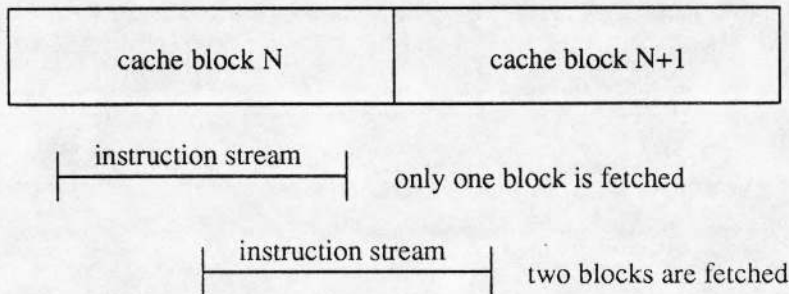 cache block N cache block N+1
instruction stream
only one block is fetched
instruction stream
two blocks are fetched